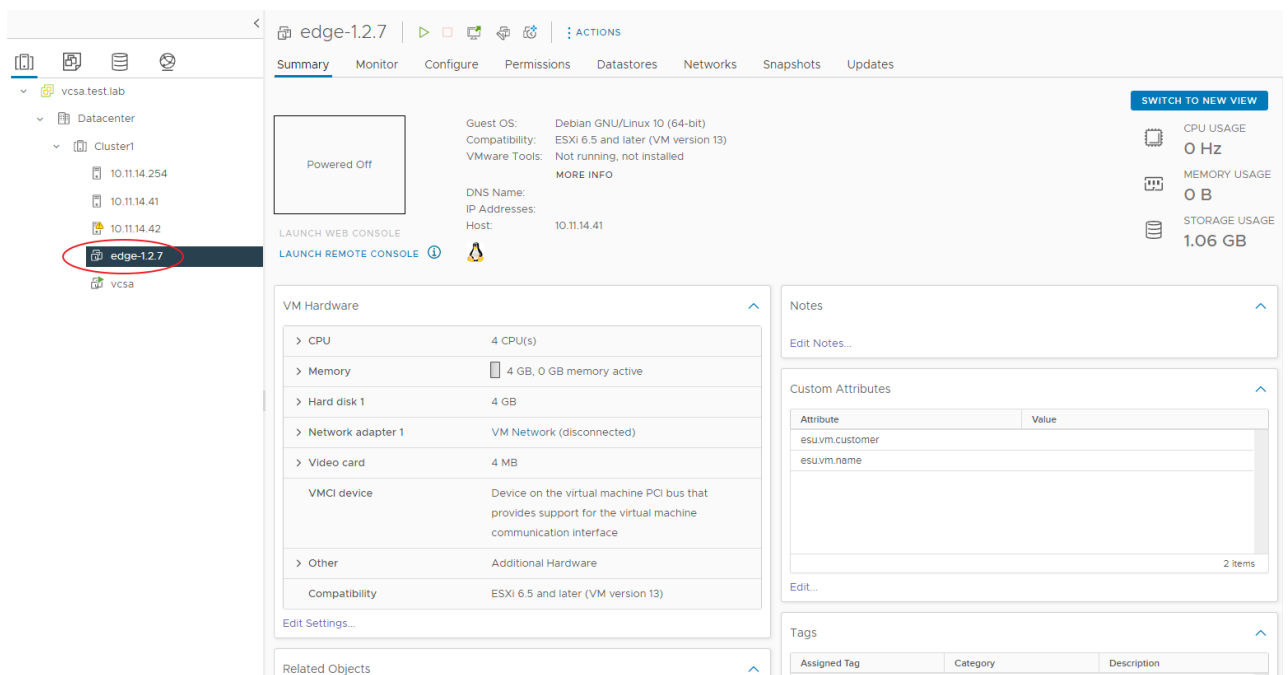 edge-1.2.7
ACTIONS
Summary Monitor Configure Permissions Datastores Networks Snapshots Updates
vcsa.test.lab
Datacenter
Cluster1
10.11.14.254
10.11.14.41
10.11.14.42
edge-1.2.7
vcsa
SWITCH TO NEW VIEW
Powered Off
Guest OS: Debian GNU/Linux 10 (64-bit)
Compatibility: ESXi 6.5 and later (VM version 13)
VMware Tools: Not running, not installed
MORE INFO
DNS Name:
IP Addresses:
Host: 10.11.14.41
LAUNCH WEB CONSOLE
LAUNCH REMOTE CONSOLE
CPU USAGE
0 Hz
MEMORY USAGE
0 B
STORAGE USAGE
1.06 GB
VM Hardware
CPU 4 CPU(s)
Memory 4 GB, 0 GB memory active
Hard disk 1 4 GB
Network adapter 1 VM Network (disconnected)
Video card 4 MB
VMCI device Device on the virtual machine PCI bus that
provides support for the virtual machine
communication interface
Other Additional Hardware
Compatibility ESXi 6.5 and later (VM version 13)
Edit Settings...
Related Objects
Notes
Edit Notes...
Custom Attributes
Attribute Value
esu.vm.customer
esu.vm.name
2 items
Edit...
Tags
Assigned Tag Category Description